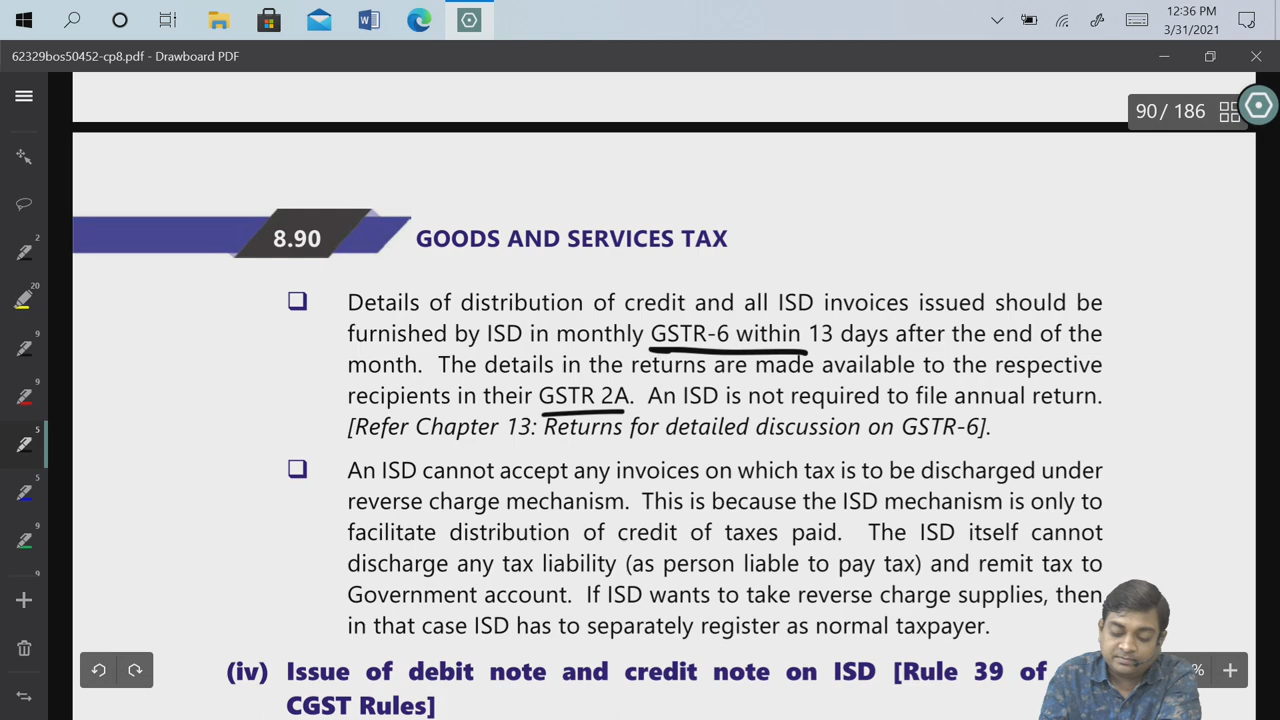 12:36 PM
3/31/2021
62329bos50452-cp8.pdf - Drawboard PDF
90 / 186
8.90 GOODS AND SERVICES TAX
Details of distribution of credit and all ISD invoices issued should be
furnished by ISD in monthly GSTR-6 within 13 days after the end of the
month. The details in the returns are made available to the respective
recipients in their GSTR 2A. An ISD is not required to file annual return.
[Refer Chapter 13: Returns for detailed discussion on GSTR-6].
An ISD cannot accept any invoices on which tax is to be discharged under
reverse charge mechanism. This is because the ISD mechanism is only to
facilitate distribution of credit of taxes paid. The ISD itself cannot
discharge any tax liability (as person liable to pay tax) and remit tax to
Government account. If ISD wants to take reverse charge supplies, then
in that case ISD has to separately register as normal taxpayer.
(iv) Issue of debit note and credit note on ISD [Rule 39 of
CGST Rules]
2
20
9
9
5
5
9
9
%